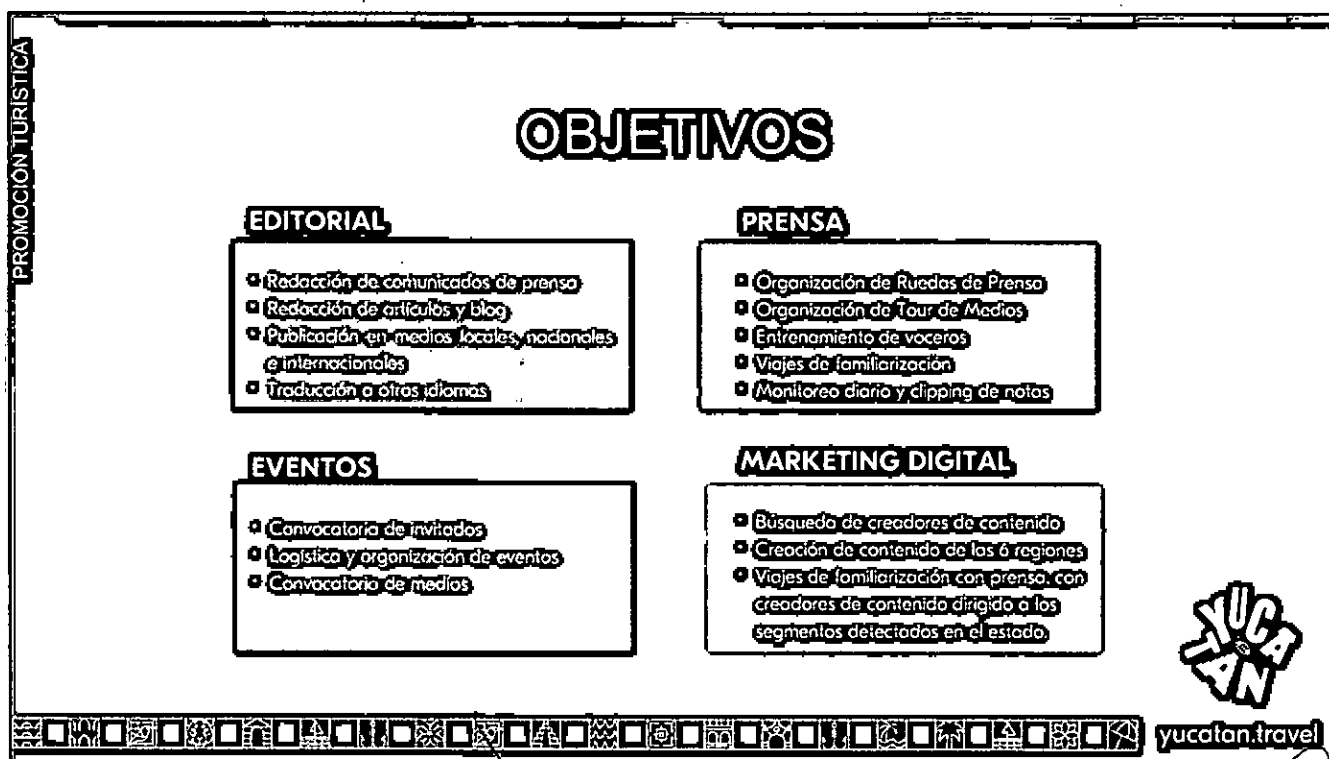 PROMOCIÓN TURÍSTICA
OBJETIVOS
EDITORIAL
Redacción de comunicados de prensa
Redacción de artículos y blog
Publicación en medios locales, nacionales
e internacionales
Traducción a otros idiomas
PRENSA
Organización de Ruedas de Prensa
Organización de Tour de Medios
Entrenamiento de voceros
Viajes de familiarización
Monitoreo diario y clipping de notas
EVENTOS
Convocatoria de invitados
Logística y organización de eventos
Convocatoria de medios
MARKETING DIGITAL
Búsqueda de creadores de contenido
Creación de contenido de las 6 regiones
Viajes de familiarización con prensa, con
creadores de contenido dirigido a los
segmentos detectados en el estado.
YUCA
TAN
yucatan.travel